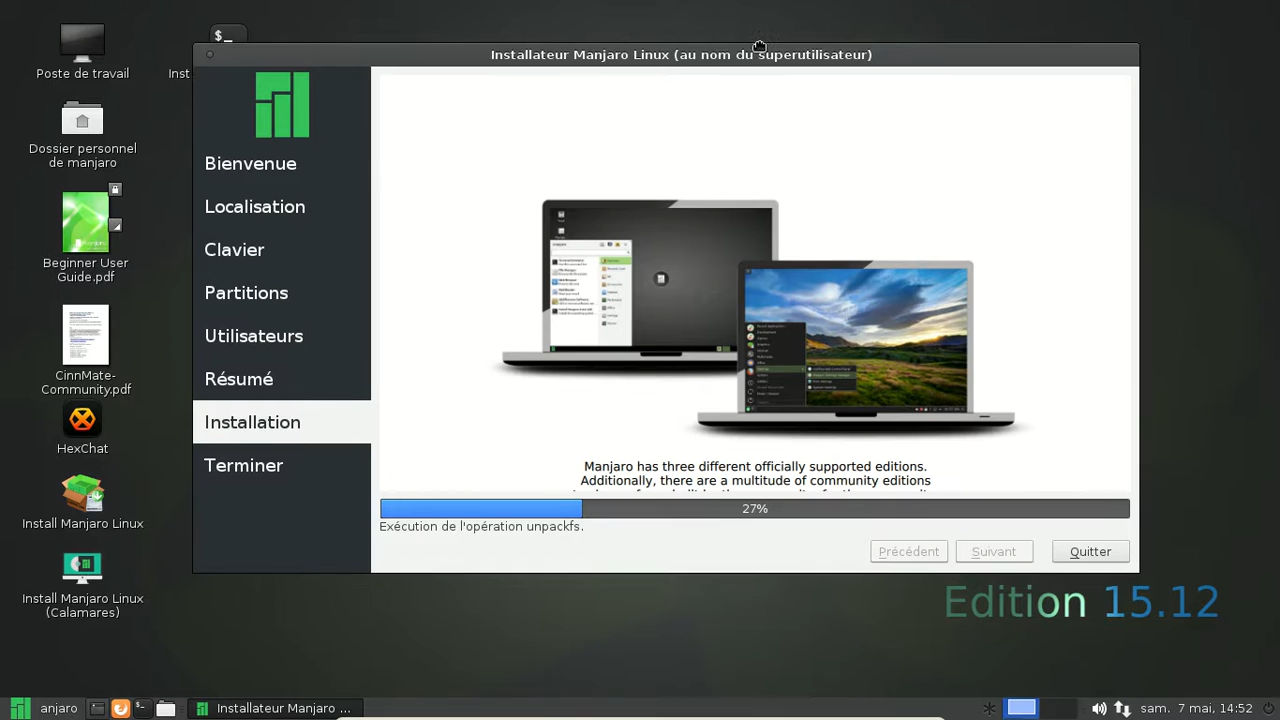 $_
Poste de travail
Inst
Dossier personnel
de manjaro
Beginner User
Guide.pdf
CinnMate-
Community.pdf
HexChat
Install Manjaro Linux
Install Manjaro Linux
(Calamares)
Installateur Manjaro Linux (au nom du superutilisateur)
Bienvenue
Localisation
Clavier
Partitions
Utilisateurs
Résumé
Installation
Terminer
Manjaro has three different officially supported editions.
Additionally, there are a multitude of community editions
27%
Exécution de l'opération unpackfs.
Précédent
Suivant
Quitter
Edition 15.12
anjaro
Installateur Manjaro ...
sam. 7 mai, 14:52